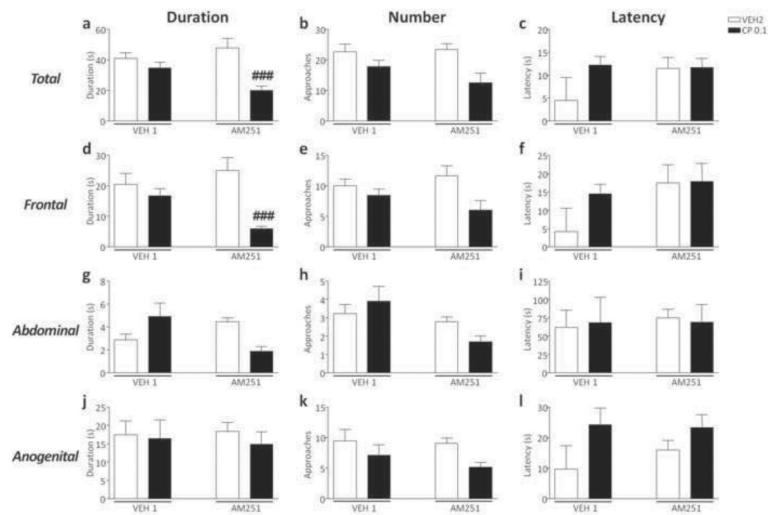 Duration Number Latency
VEH2
CP 0.1
a b c
Total
Duration (s) 60 40 20 0 ### VEH 1 AM251
Approaches 30 20 10 0 VEH 1 AM251
Latency (s) 20 15 10 5 0 VEH 1 AM251
d e f
Frontal
Duration (s) 30 20 10 0 ### VEH 1 AM251
Approaches 15 10 5 0 VEH 1 AM251
Latency (s) 25 20 15 10 5 0 VEH 1 AM251
g h i
Abdominal
Duration (s) 8 6 4 2 0 VEH 1 AM251
Approaches 5 4 3 2 1 0 VEH 1 AM251
Latency (s) 125 100 75 50 25 0 VEH 1 AM251
j k l
Anogenital
Duration (s) 25 20 15 10 5 0 VEH 1 AM251
Approaches 15 10 5 0 VEH 1 AM251
Latency (s) 30 20 10 0 VEH 1 AM251